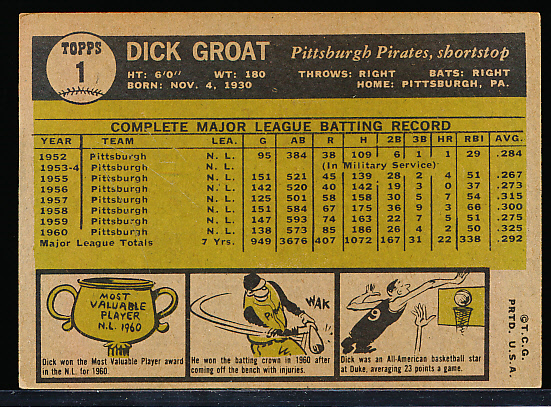 TOPPS
1
DICK GROAT
Pittsburgh Pirates, shortstop
HT: 6'0" WT: 180 THROWS: RIGHT BATS: RIGHT
BORN: NOV. 4, 1930 HOME: PITTSBURGH, PA.
COMPLETE MAJOR LEAGUE BATTING RECORD
YEAR TEAM LEA. G AB R H 2B 3B HR RBI AVG.
1952 Pittsburgh N. L. 95 384 38 109 6 1 1 29 .284
1953-4 Pittsburgh N. L. (In Military Service)
1955 Pittsburgh N. L. 151 521 45 139 28 2 4 51 .267
1956 Pittsburgh N. L. 142 520 40 142 19 3 0 37 .273
1957 Pittsburgh N. L. 125 501 58 158 30 5 7 54 .315
1958 Pittsburgh N. L. 151 584 67 175 36 9 3 66 .300
1959 Pittsburgh N. L. 147 593 74 163 22 7 5 51 .275
1960 Pittsburgh N. L. 138 573 85 186 26 4 2 50 .325
Major League Totals 7 Yrs. 949 3676 407 1072 167 31 22 338 .292
MOST
VALUABLE
PLAYER
N.L. 1960
Dick won the Most Valuable Player award
in the N.L. for 1960.
WAK
He won the batting crown in 1960 after
coming off the bench with injuries.
9
Dick was an All-American basketball star
at Duke, averaging 23 points a game.
©T.C.G.
PRTD. U.S.A.